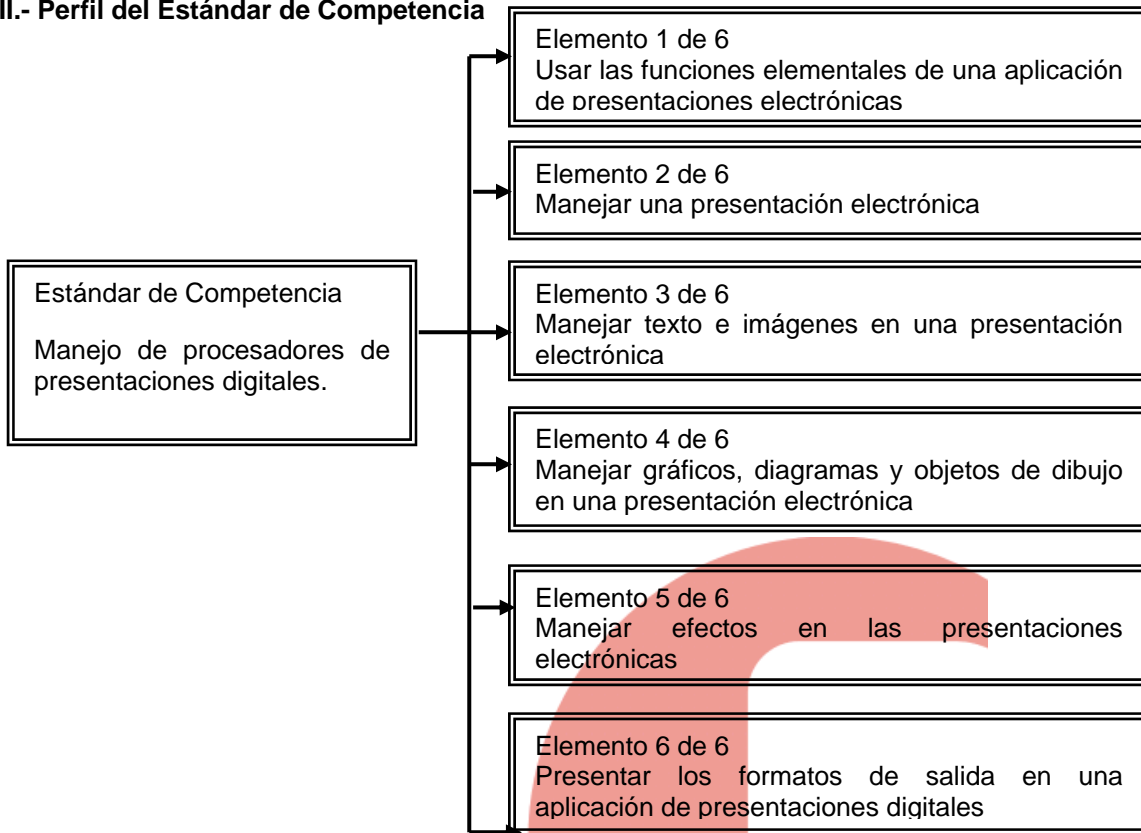 II.- Perfil del Estándar de Competencia
Elemento 1 de 6
Usar las funciones elementales de una aplicación
de presentaciones electrónicas
Elemento 2 de 6
Manejar una presentación electrónica
Estándar de Competencia
Manejo de procesadores de
presentaciones digitales.
Elemento 3 de 6
Manejar texto e imágenes en una presentación
electrónica
Elemento 4 de 6
Manejar gráficos, diagramas y objetos de dibujo
en una presentación electrónica
Elemento 5 de 6
Manejar efectos en las presentaciones
electrónicas
Elemento 6 de 6
Presentar los formatos de salida en una
aplicación de presentaciones digitales